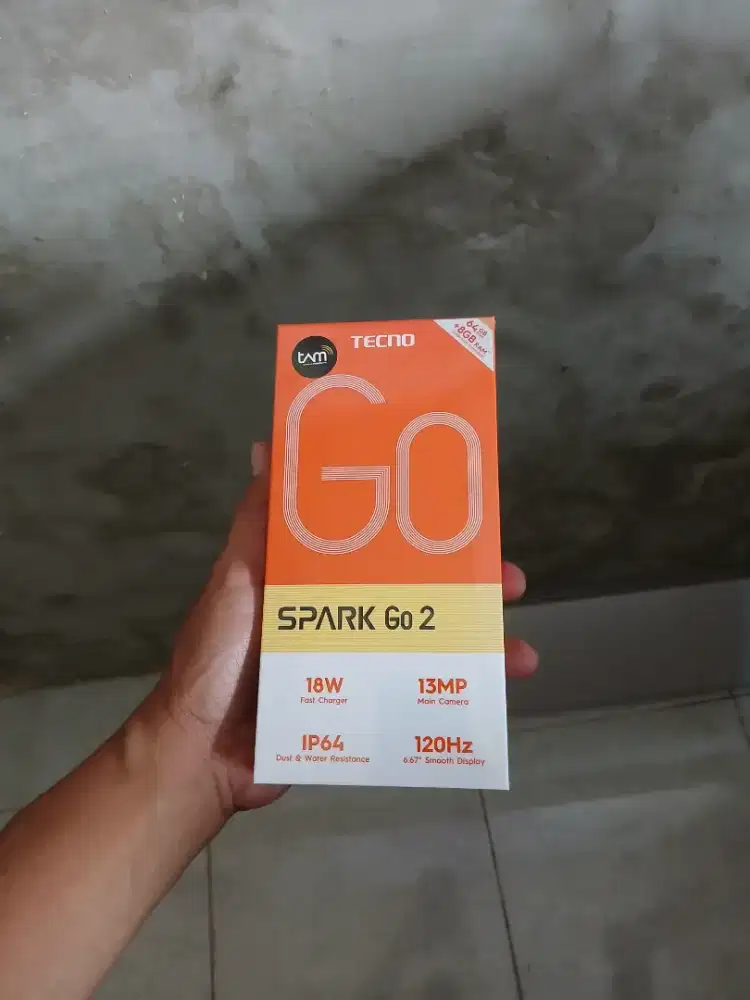 tam
TECNO
64GB
+8GB RAM*
GO
SPARK Go 2
18W
Fast Charger
13MP
Main Camera
IP64
Dust & Water Resistance
120Hz
6.67" Smooth Display